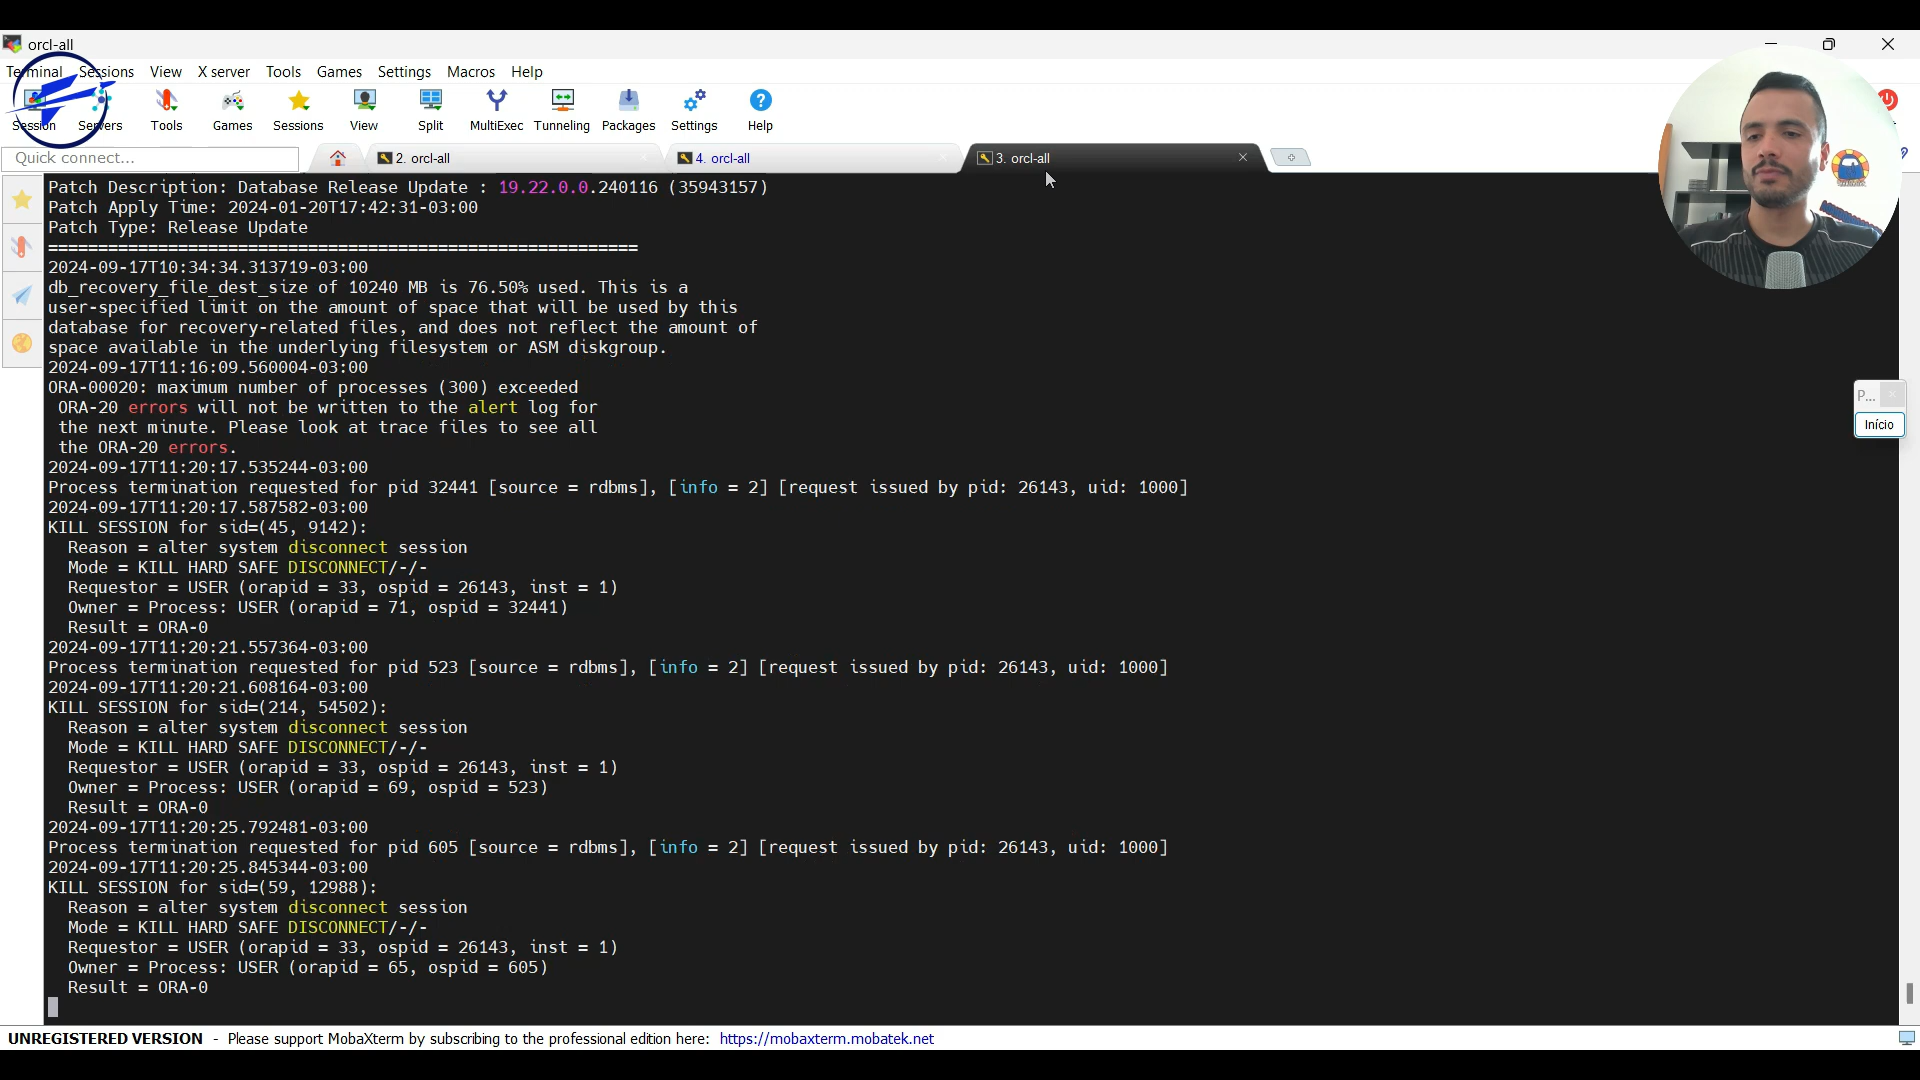 orcl-all
Terminal Sessions View X server Tools Games Settings Macros Help
Session Servers Tools Games Sessions View Split MultiExec Tunneling Packages Settings Help
Quick connect...
2. orcl-all
4. orcl-all
3. orcl-all
Patch Description: Database Release Update : 19.22.0.0.240116 (35943157)
Patch Apply Time: 2024-01-20T17:42:31-03:00
Patch Type: Release Update
===========================================================
2024-09-17T10:34:34.313719-03:00
db_recovery_file_dest_size of 10240 MB is 76.50% used. This is a
user-specified limit on the amount of space that will be used by this
database for recovery-related files, and does not reflect the amount of
space available in the underlying filesystem or ASM diskgroup.
2024-09-17T11:16:09.560004-03:00
ORA-00020: maximum number of processes (300) exceeded
ORA-20 errors will not be written to the alert log for
the next minute. Please look at trace files to see all
the ORA-20 errors.
2024-09-17T11:20:17.535244-03:00
Process termination requested for pid 32441 [source = rdbms], [info = 2] [request issued by pid: 26143, uid: 1000]
2024-09-17T11:20:17.587582-03:00
KILL SESSION for sid=(45, 9142):
Reason = alter system disconnect session
Mode = KILL HARD SAFE DISCONNECT/-/-
Requestor = USER (orapid = 33, ospid = 26143, inst = 1)
Owner = Process: USER (orapid = 71, ospid = 32441)
Result = ORA-0
2024-09-17T11:20:21.557364-03:00
Process termination requested for pid 523 [source = rdbms], [info = 2] [request issued by pid: 26143, uid: 1000]
2024-09-17T11:20:21.608164-03:00
KILL SESSION for sid=(214, 54502):
Reason = alter system disconnect session
Mode = KILL HARD SAFE DISCONNECT/-/-
Requestor = USER (orapid = 33, ospid = 26143, inst = 1)
Owner = Process: USER (orapid = 69, ospid = 523)
Result = ORA-0
2024-09-17T11:20:25.792481-03:00
Process termination requested for pid 605 [source = rdbms], [info = 2] [request issued by pid: 26143, uid: 1000]
2024-09-17T11:20:25.845344-03:00
KILL SESSION for sid=(59, 12988):
Reason = alter system disconnect session
Mode = KILL HARD SAFE DISCONNECT/-/-
Requestor = USER (orapid = 33, ospid = 26143, inst = 1)
Owner = Process: USER (orapid = 65, ospid = 605)
Result = ORA-0
P...
Início
UNREGISTERED VERSION - Please support MobaXterm by subscribing to the professional edition here: https://mobaxterm.mobatek.net